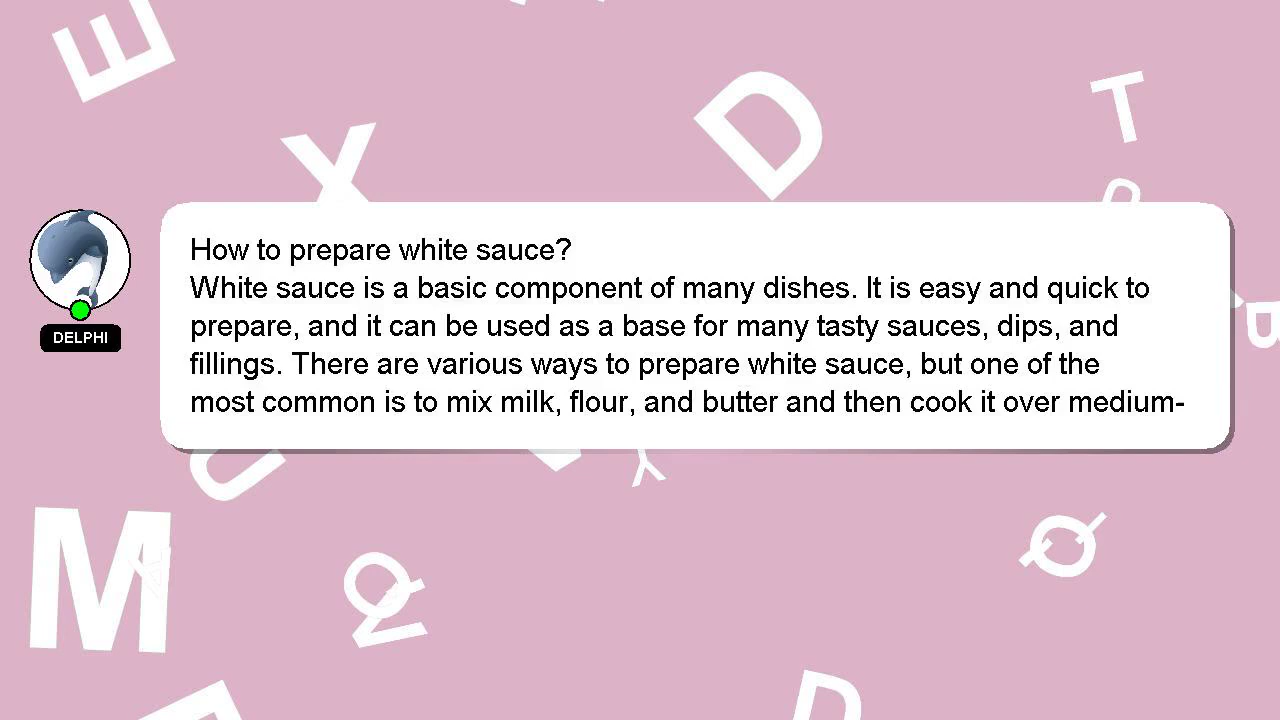 How to prepare white sauce?
White sauce is a basic component of many dishes. It is easy and quick to
prepare, and it can be used as a base for many tasty sauces, dips, and
fillings. There are various ways to prepare white sauce, but one of the
most common is to mix milk, flour, and butter and then cook it over medium-
DELPHI
E
X
D
T
M
Q
Z
Y
Q
D